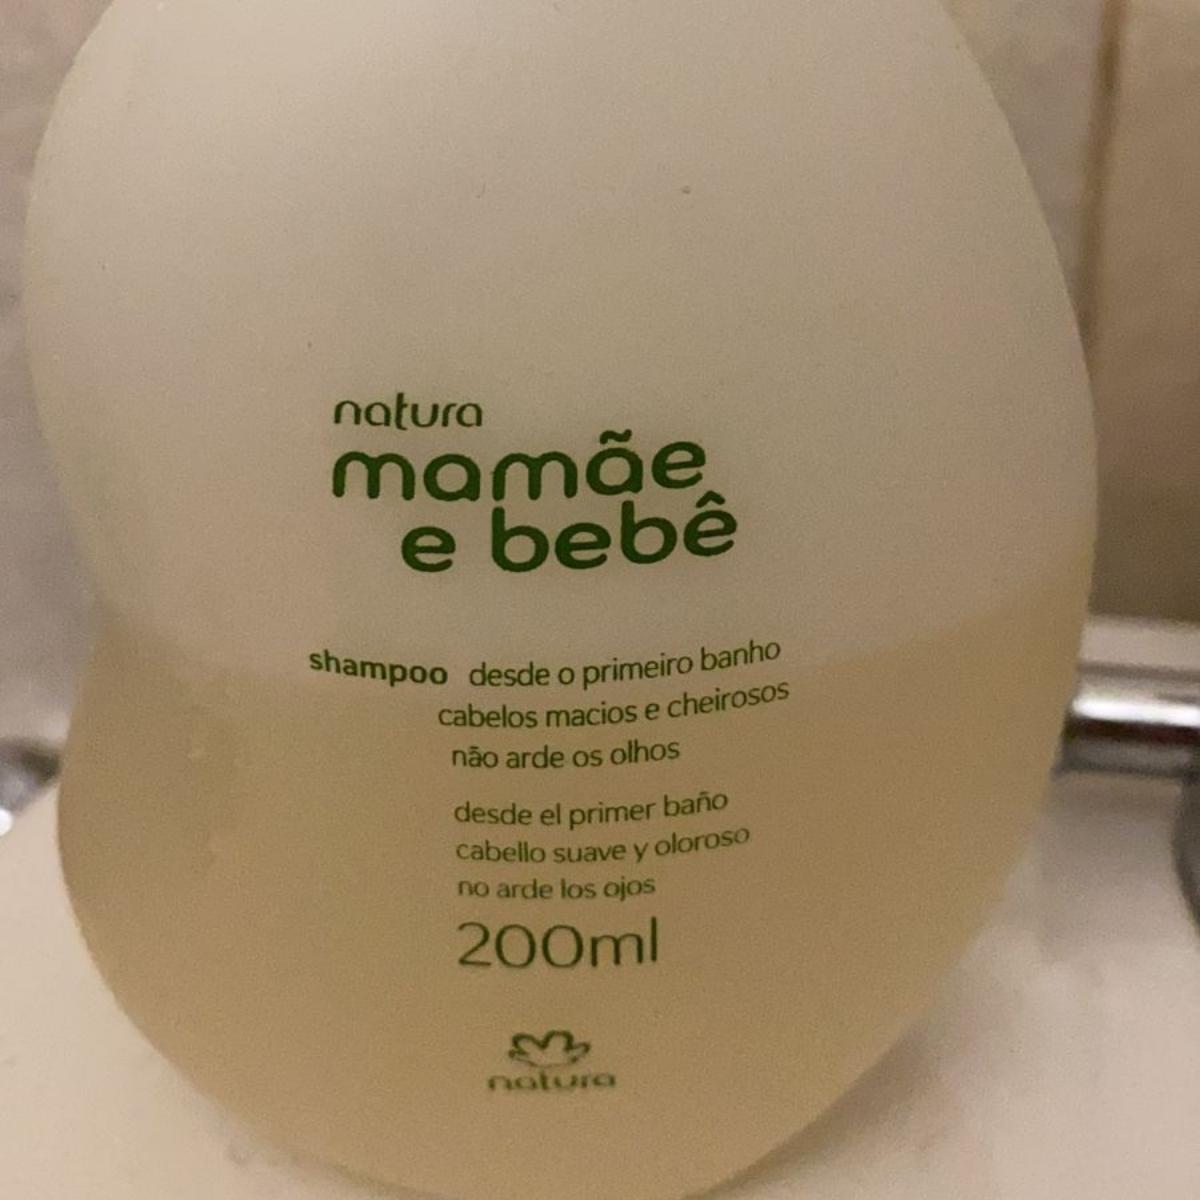 natura
mamãe
e bebê
shampoo desde o primeiro banho
cabelos macios e cheirosos
não arde os olhos
desde el primer baño
cabello suave y oloroso
no arde los ojos
200ml
natura